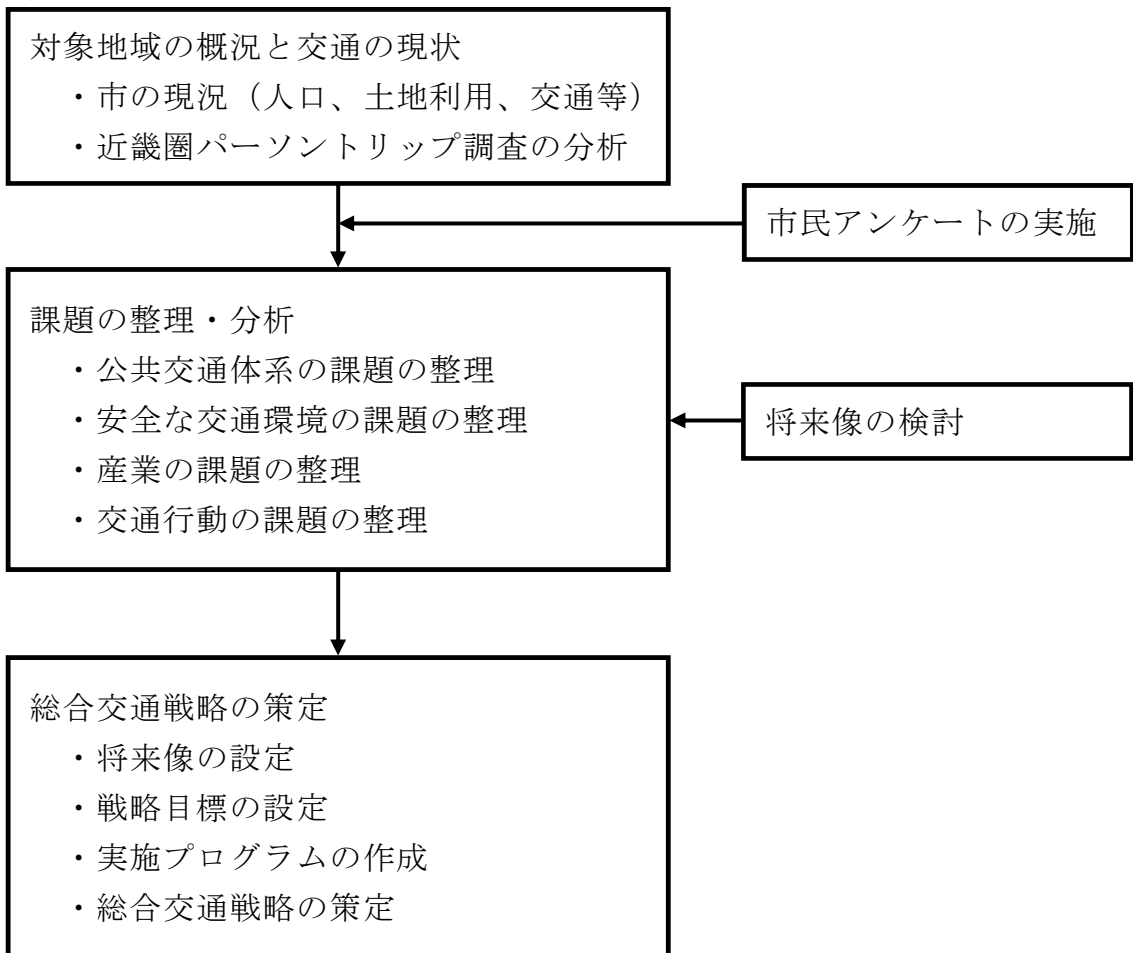 対象地域の概況と交通の現状
・市の現況（人口、土地利用、交通等）
・近畿圏パーソントリップ調査の分析
市民アンケートの実施
課題の整理・分析
・公共交通体系の課題の整理
・安全な交通環境の課題の整理
・産業の課題の整理
・交通行動の課題の整理
将来像の検討
総合交通戦略の策定
・将来像の設定
・戦略目標の設定
・実施プログラムの作成
・総合交通戦略の策定